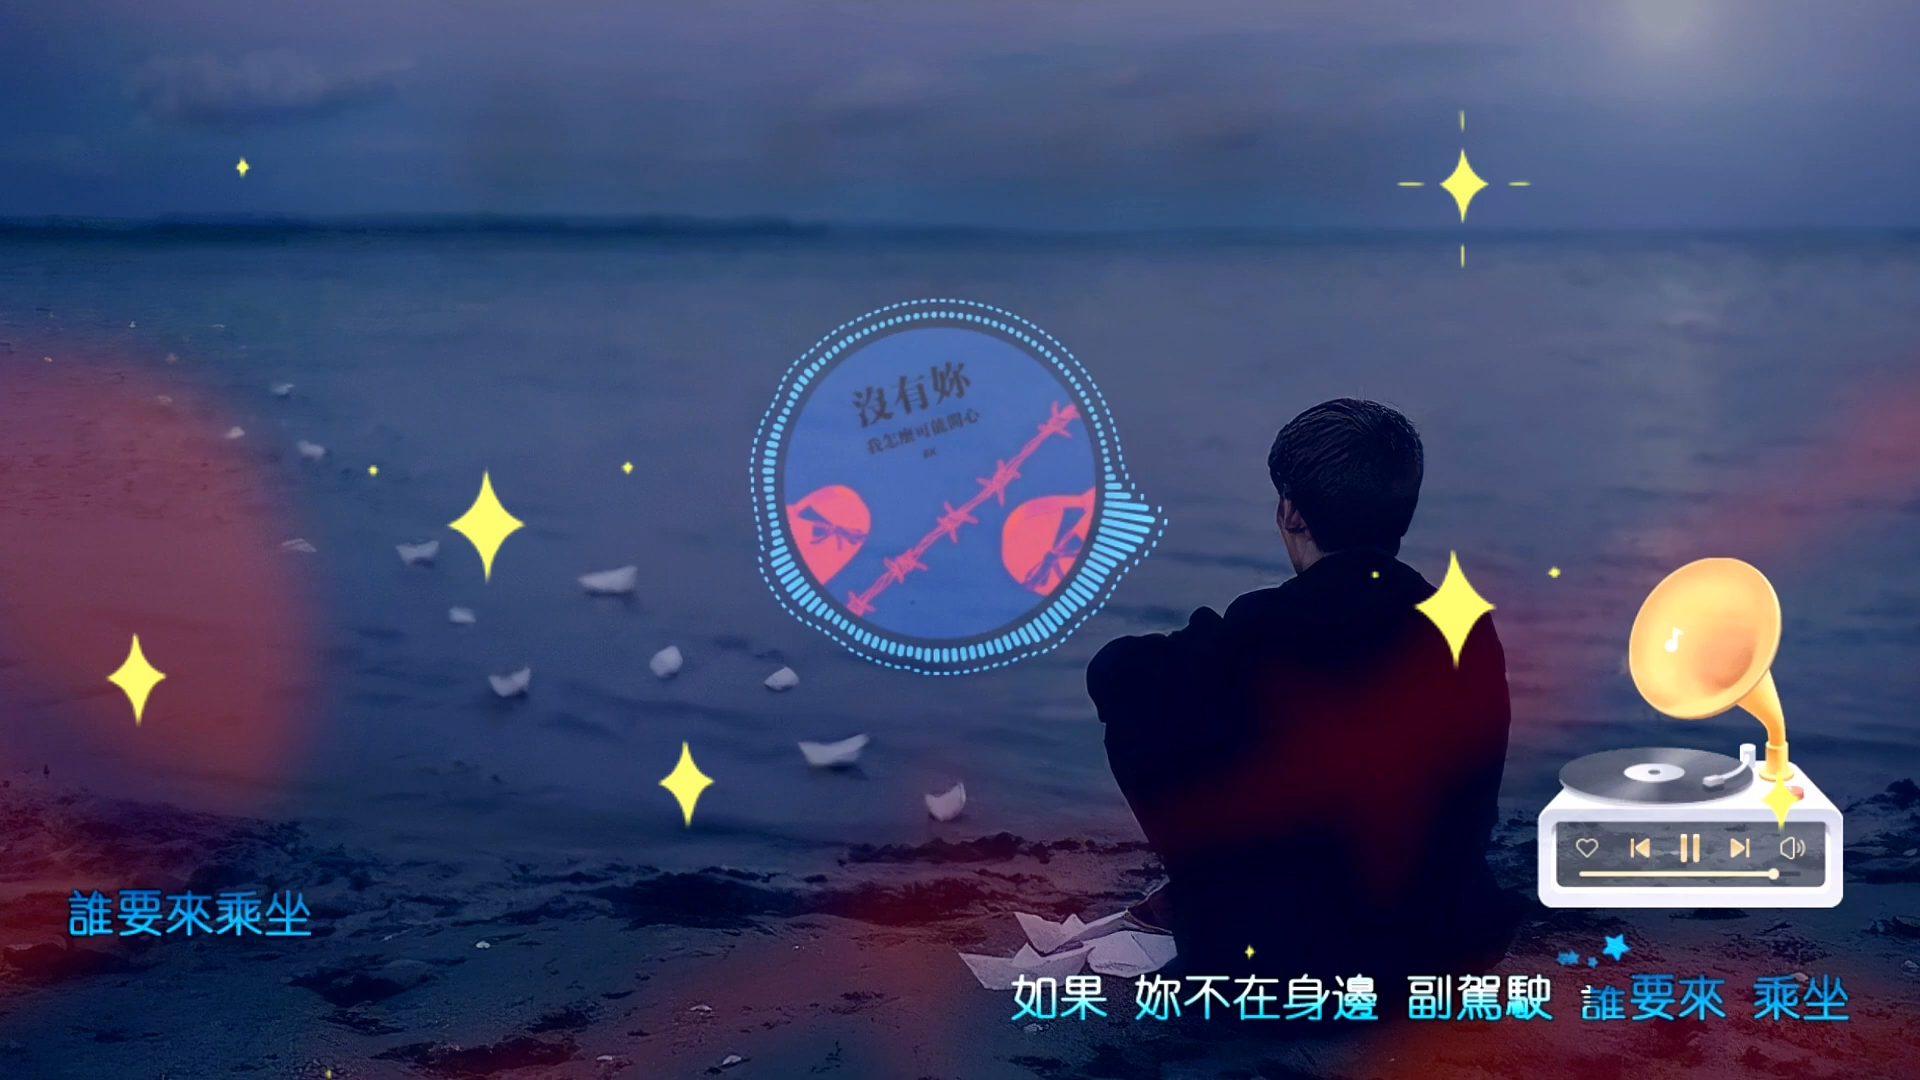 沒有妳
我怎麼可能開心
誰要來乘坐
如果 妳不在身邊 副駕駛 誰要來 乘坐